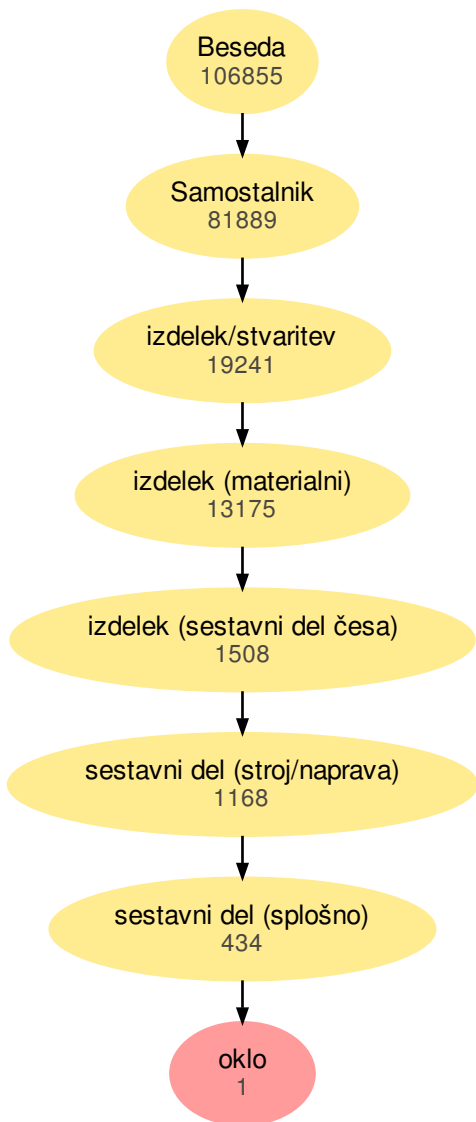 Beseda
106855
Samostalnik
81889
izdelek/stvaritev
19241
izdelek (materialni)
13175
izdelek (sestavni del česa)
1508
sestavni del (stroj/naprava)
1168
sestavni del (splošno)
434
oklo
1